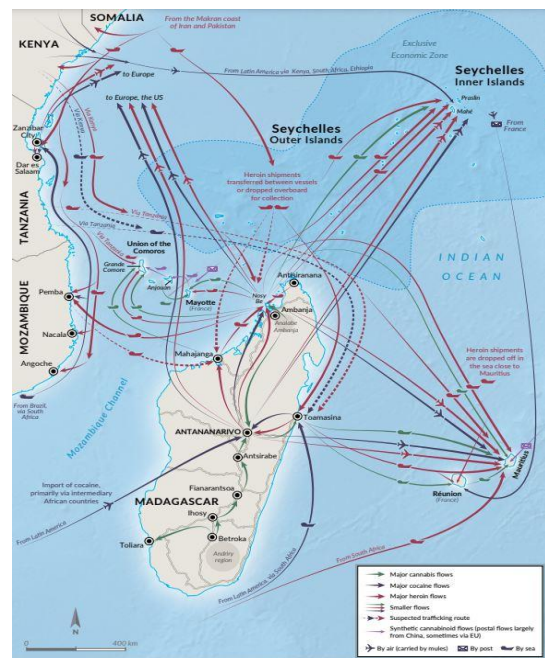 SOMALIA
From the Makran coast
of Iran and Pakistan
KENYA
Exclusive
Economic Zone
From Latin America via Kenya, South Africa, Ethiopia
Seychelles
Inner Islands
to Europe
to Europe, the US
Praslin
Mahé
From
France
Via Kenya
Via Kenya
Seychelles
Outer Islands
Zanzibar
City
Dar es
Salaam
Heroin shipments
transferred between vessels
or dropped overboard
for collection
TANZANIA
Via Tanzania
Via Tanzania
Via Tanzania
Union of the
Comoros
Grande
Comore
Anjouan
Mayotte
(France)
INDIAN
OCEAN
Antsiranana
Nosy
Be
Ambanja
Analabe
Ambanja
MOZAMBIQUE
Pemba
Nacala
Angoche
Mahajanga
Heroin shipments
are dropped off in
the sea close to
Mauritius
From Brazil,
via South
Africa
Mozambique Channel
ANTANANARIVO
Toamasina
Antsirabe
Mauritius
Réunion
(France)
Import of cocaine,
primarily via intermediary
African countries
Fianarantsoa
MADAGASCAR
Ihosy
Betroka
Toliara
Andriry
region
From Latin America
From Latin America via South Africa
From South Africa
Major cannabis flows
Major cocaine flows
Major heroin flows
Smaller flows
Suspected trafficking route
Synthetic cannabinoid flows (postal flows largely
from China, sometimes via EU)
By air (carried by mules) By post By sea
N
0 400 km